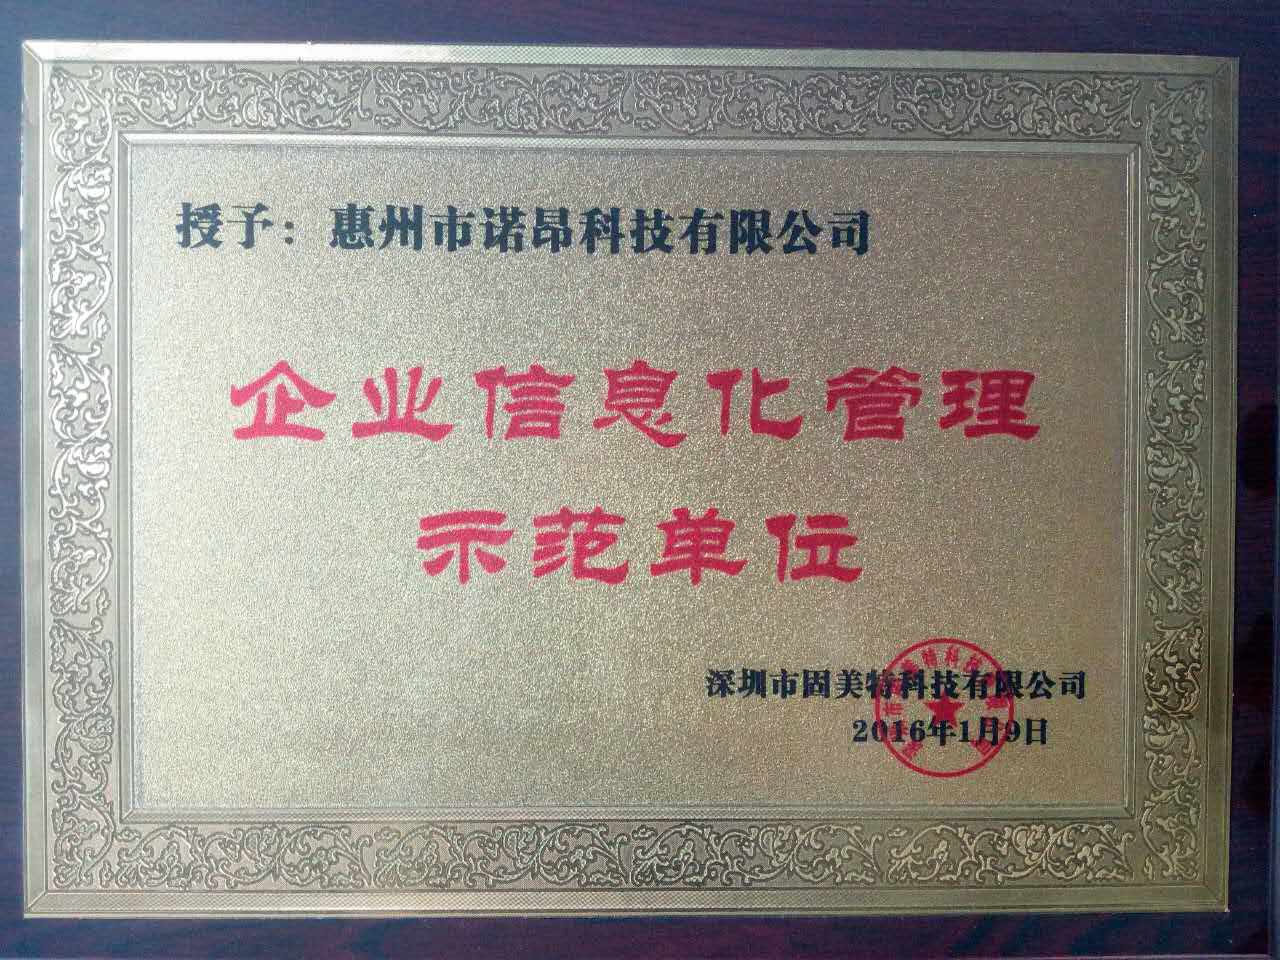 授予：惠州市诺昂科技有限公司
企业信息化管理
示范单位
深圳市固美特科技有限公司
2016年1月9日